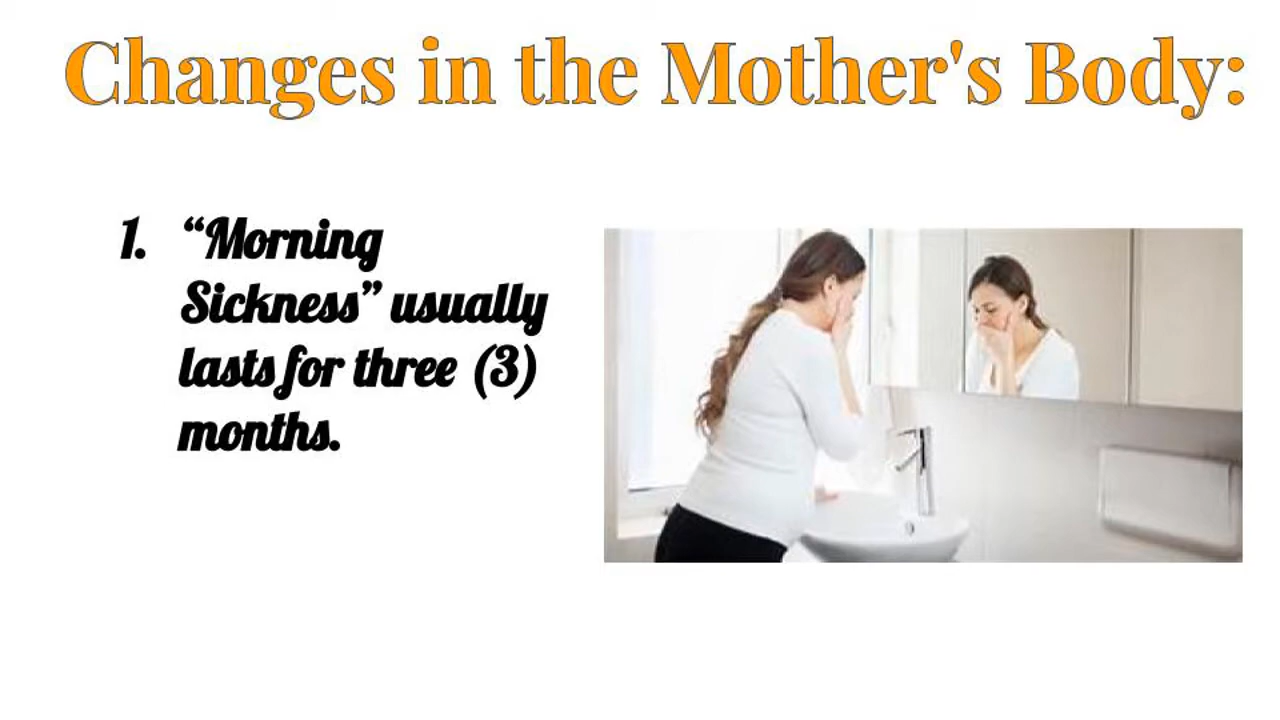 Changes in the Mother's Body:
1. “Morning
Sickness” usually
lasts for three (3)
months.